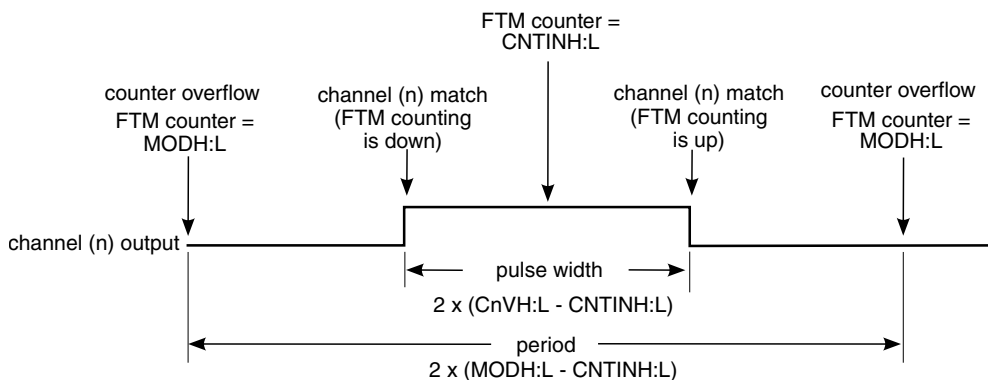 FTM counter =
CNTINH:L
counter overflow
FTM counter =
MODH:L
channel (n) match
(FTM counting
is down)
channel (n) match
(FTM counting
is up)
counter overflow
FTM counter =
MODH:L
channel (n) output
pulse width
2 x (CnVH:L - CNTINH:L)
period
2 x (MODH:L - CNTINH:L)